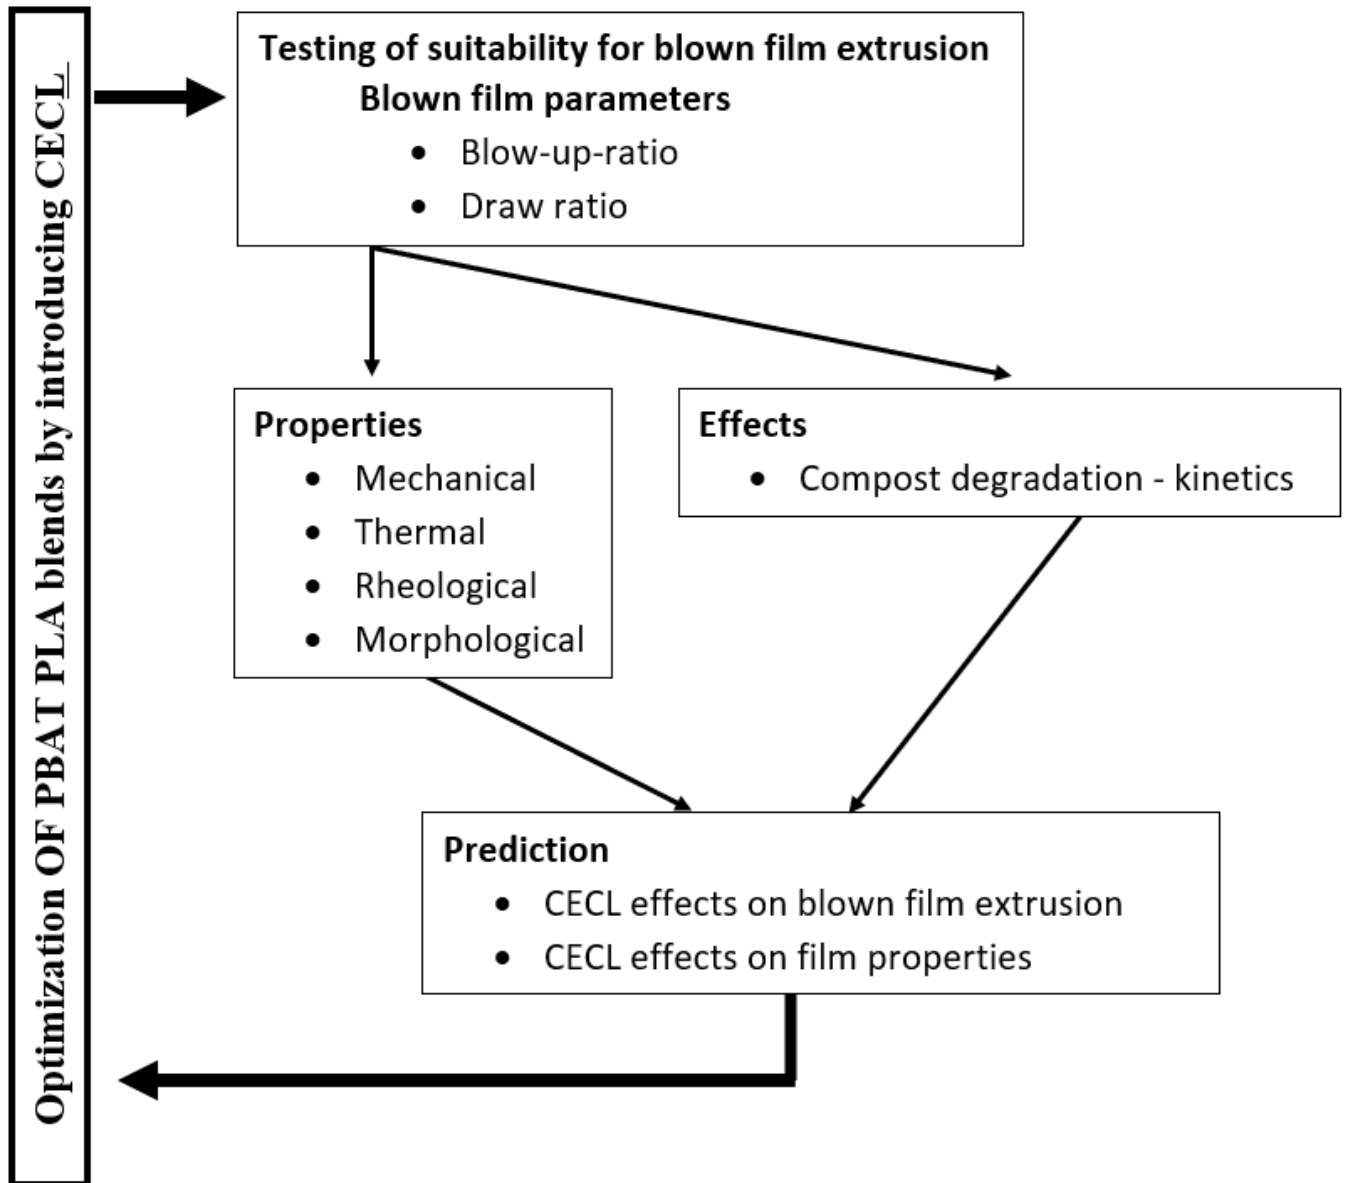 Optimization OF PBAT PLA blends by introducing CECL
Testing of suitability for blown film extrusion
Blown film parameters
• Blow-up-ratio
• Draw ratio
Properties
• Mechanical
• Thermal
• Rheological
• Morphological
Effects
• Compost degradation - kinetics
Prediction
• CECL effects on blown film extrusion
• CECL effects on film properties